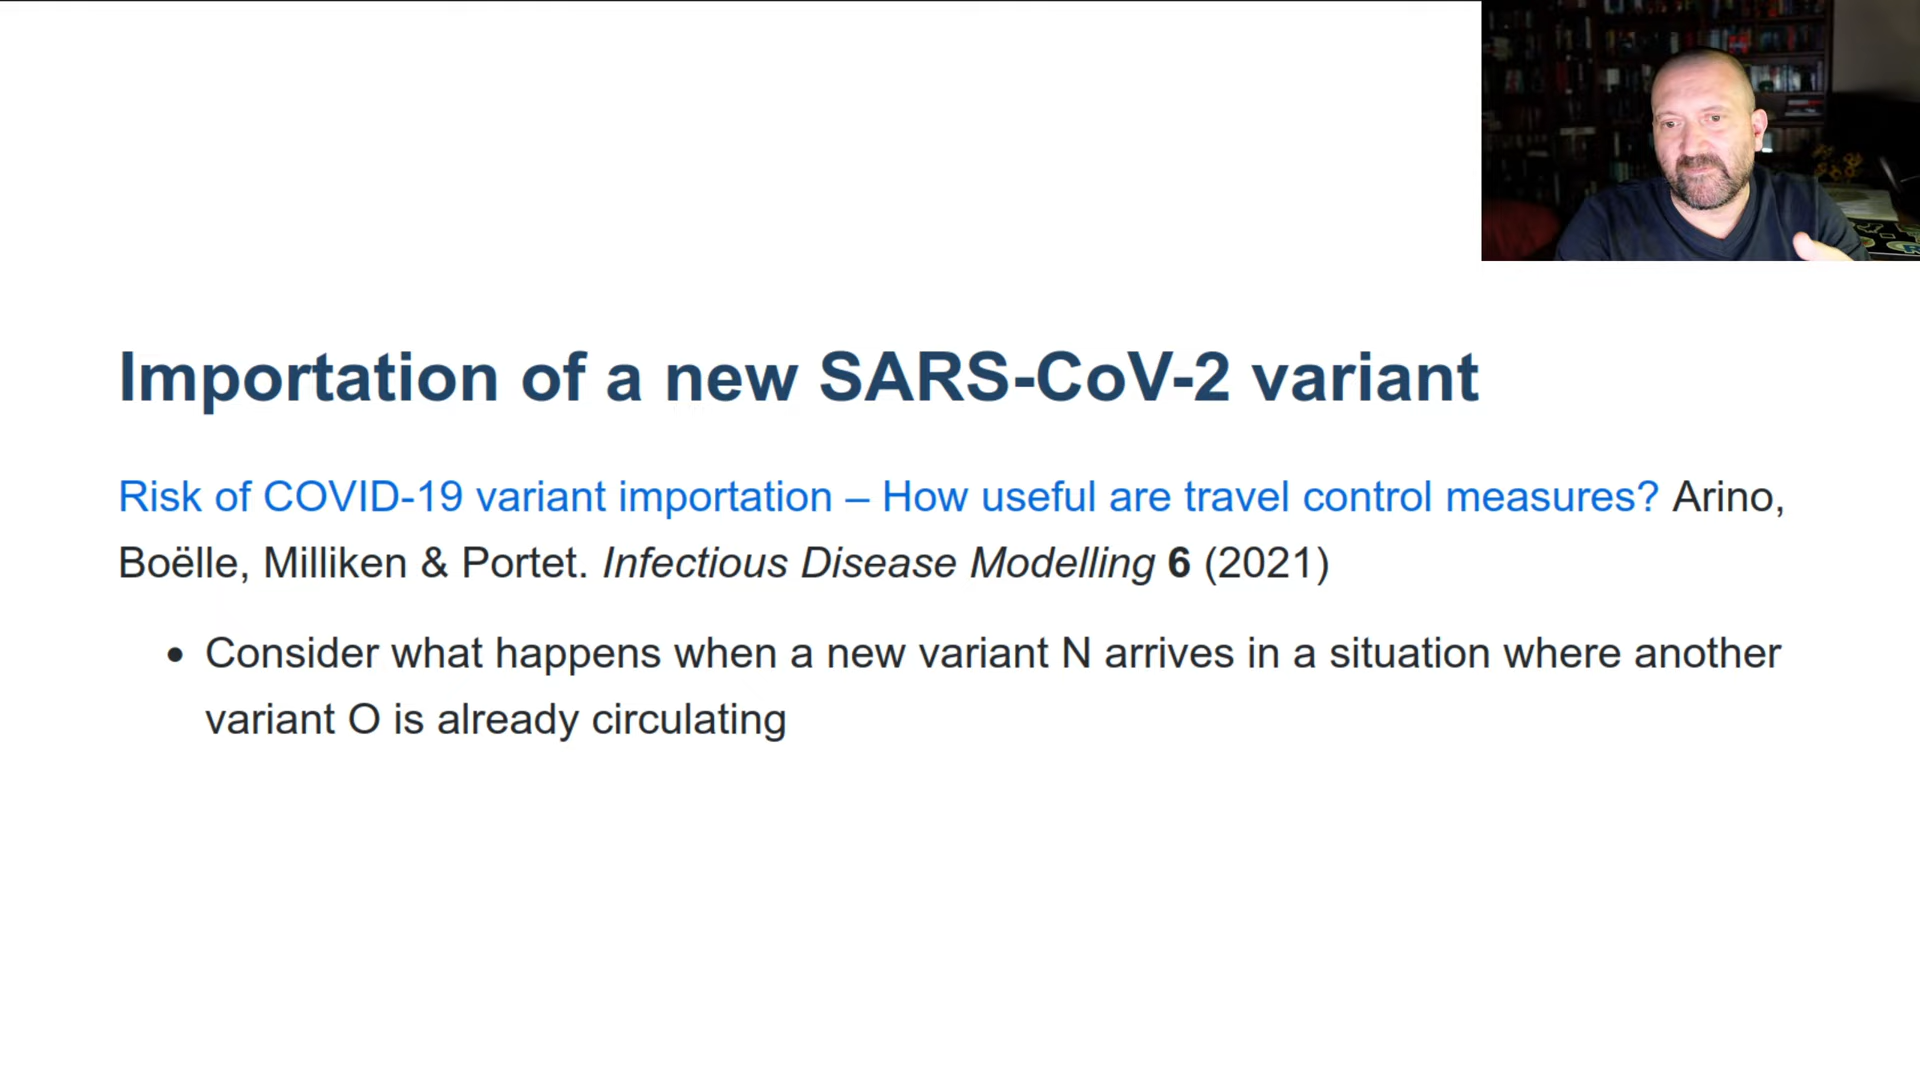 Importation of a new SARS-CoV-2 variant
Risk of COVID-19 variant importation – How useful are travel control measures? Arino,
Boëlle, Milliken & Portet. Infectious Disease Modelling 6 (2021)
• Consider what happens when a new variant N arrives in a situation where another
variant O is already circulating